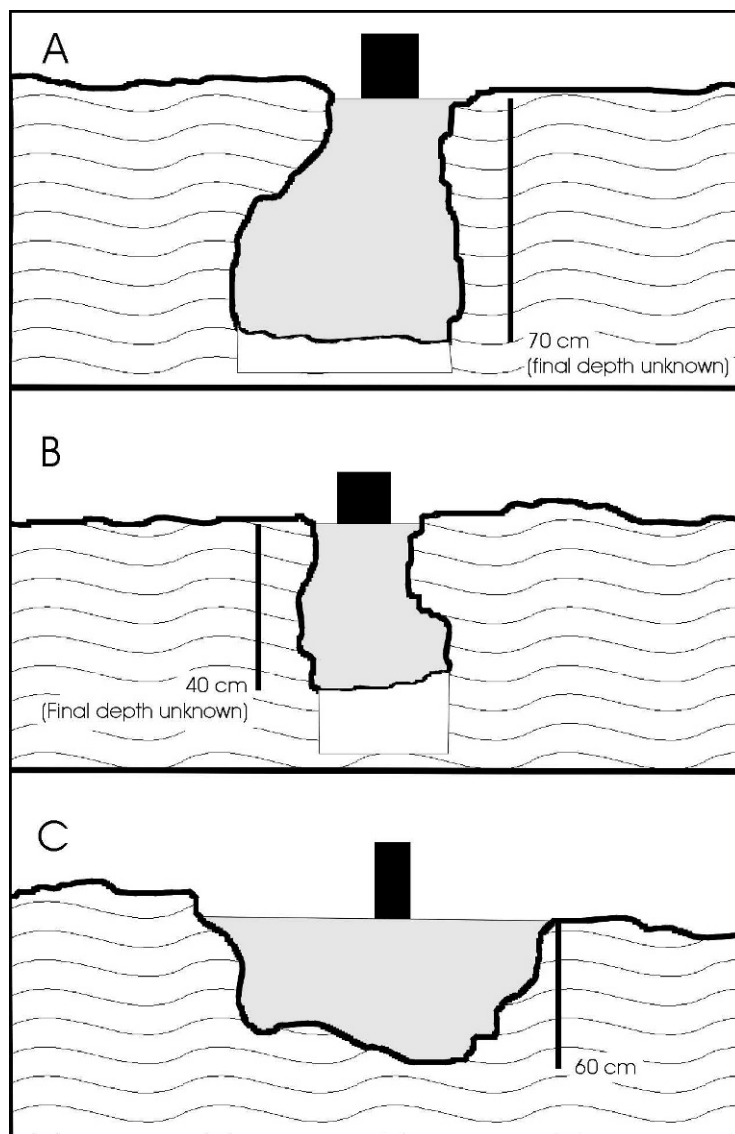 A
70 cm
(final depth unknown)
B
40 cm
(Final depth unknown)
C
60 cm